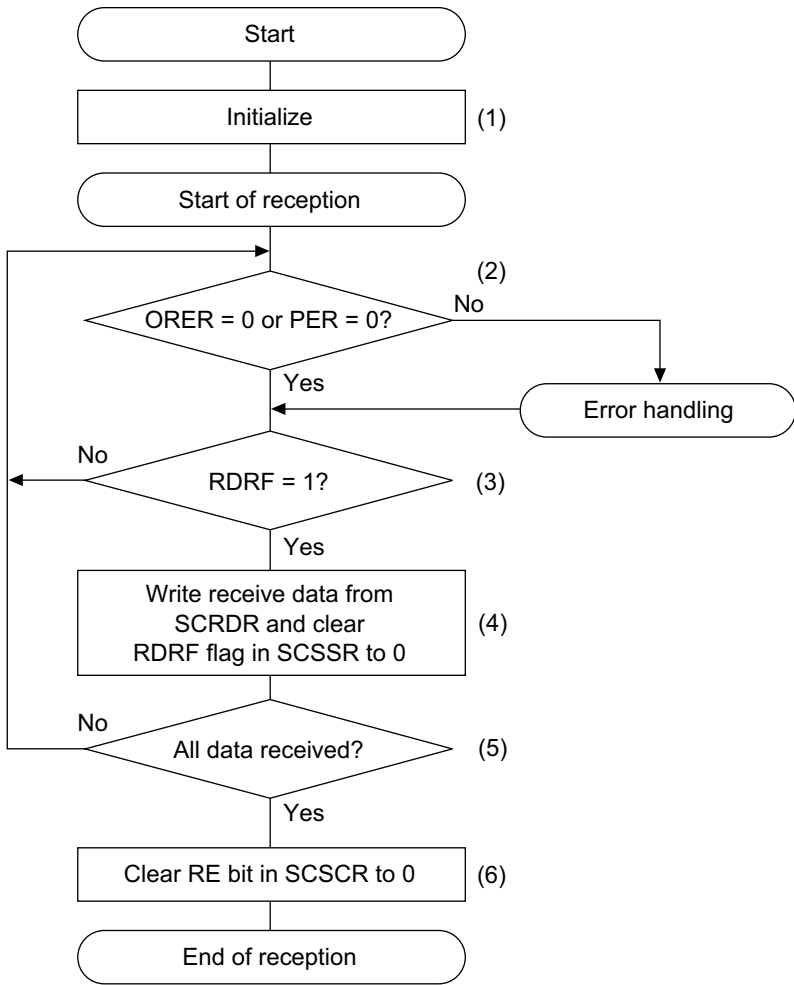 Start
Initialize
(1)
Start of reception
(2)
ORER = 0 or PER = 0?
No
Yes
Error handling
No
RDRF = 1?
(3)
Yes
Write receive data from
SCRDR and clear
RDRF flag in SCSSR to 0
(4)
No
All data received?
(5)
Yes
Clear RE bit in SCSCR to 0
(6)
End of reception